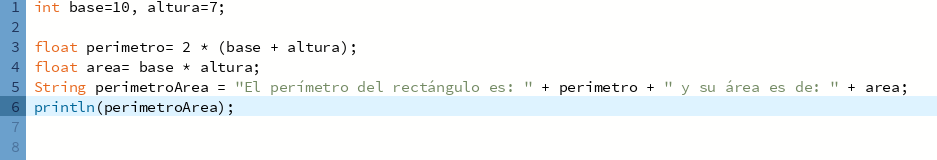 1 int base=10, altura=7;
2
3 float perimetro= 2 * (base + altura);
4 float area= base * altura;
5 String perimetroArea = "El perímetro del rectángulo es: " + perimetro + " y su área es de: " + area;
6 println(perimetroArea);
7
8